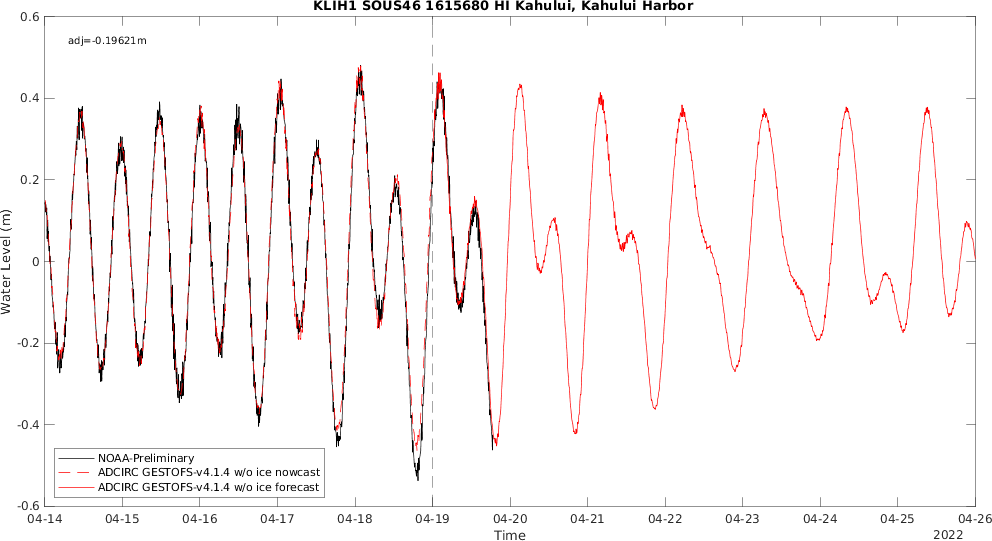 KLIH1 SOUS46 1615680 HI Kahului, Kahului Harbor
adj=-0.19621m
0.6
0.4
0.2
0
-0.2
-0.4
-0.6
Water Level (m)
NOAA-Preliminary
ADCIRC GESTOFS-v4.1.4 w/o ice nowcast
ADCIRC GESTOFS-v4.1.4 w/o ice forecast
04-14 04-15 04-16 04-17 04-18 04-19 04-20 04-21 04-22 04-23 04-24 04-25 04-26
Time
2022